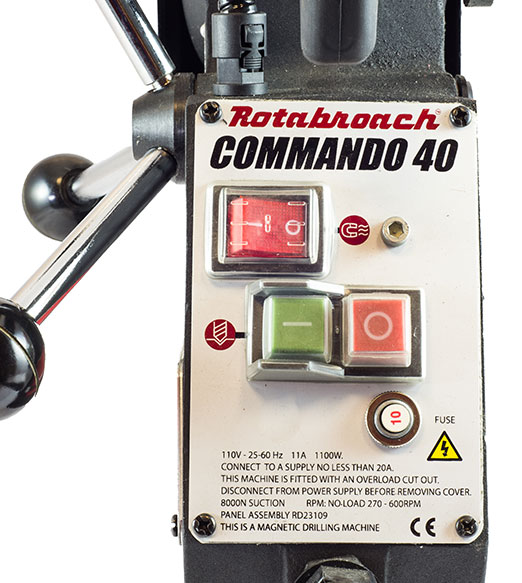 Rotabroach
COMMANDO 40
— O
— O
10
FUSE
110V - 25-60 Hz 11A 1100W.
CONNECT TO A SUPPLY NO LESS THAN 20A.
THIS MACHINE IS FITTED WITH AN OVERLOAD CUT OUT.
DISCONNECT FROM POWER SUPPLY BEFORE REMOVING COVER.
8000N SUCTION RPM: NO-LOAD 270 - 600RPM
PANEL ASSEMBLY RD23109
THIS IS A MAGNETIC DRILLING MACHINE CE